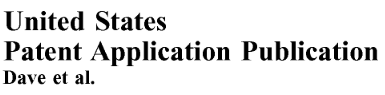 United States
Patent Application Publication
Dave et al.